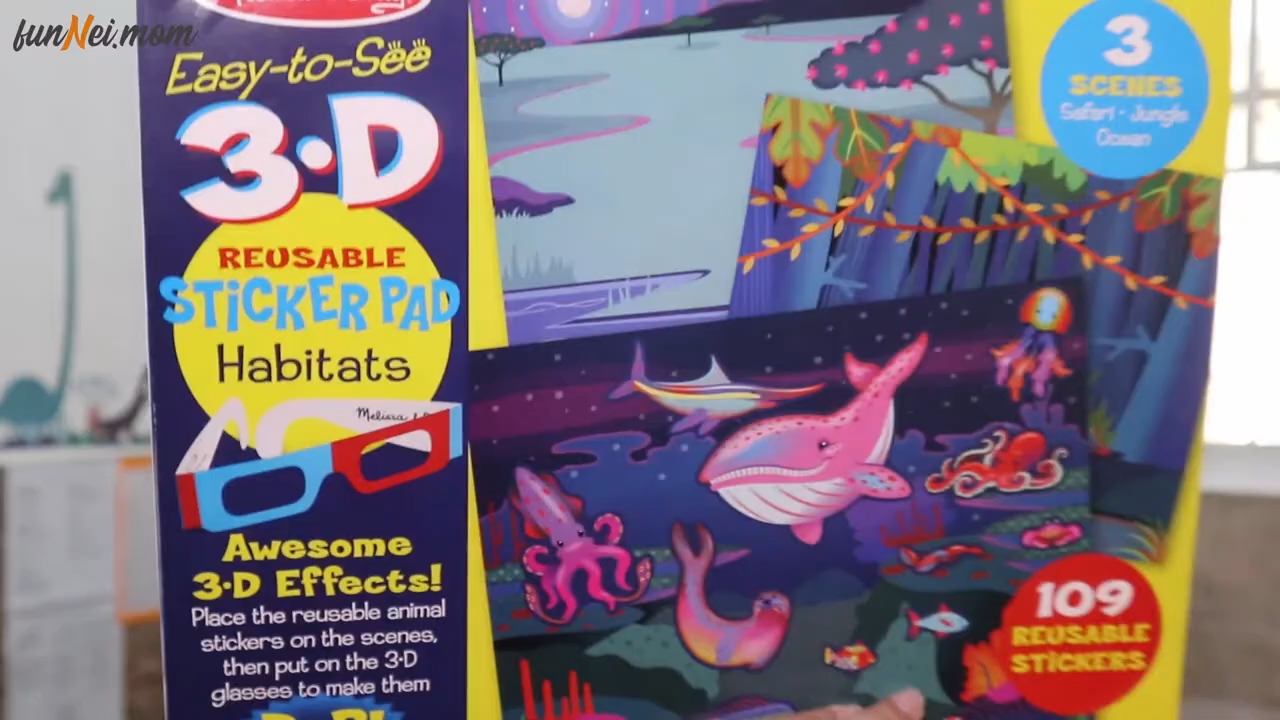 funNei.mom
Easy-to-See
3•D
REUSABLE
STiCKER PAD
Habitats
Melissa &
Awesome
3•D Effects!
Place the reusable animal
stickers on the scenes,
then put on the 3•D
glasses to make them
3
SCENES
Safari • Jungle
Ocean
109
REUSABLE
STICKERS